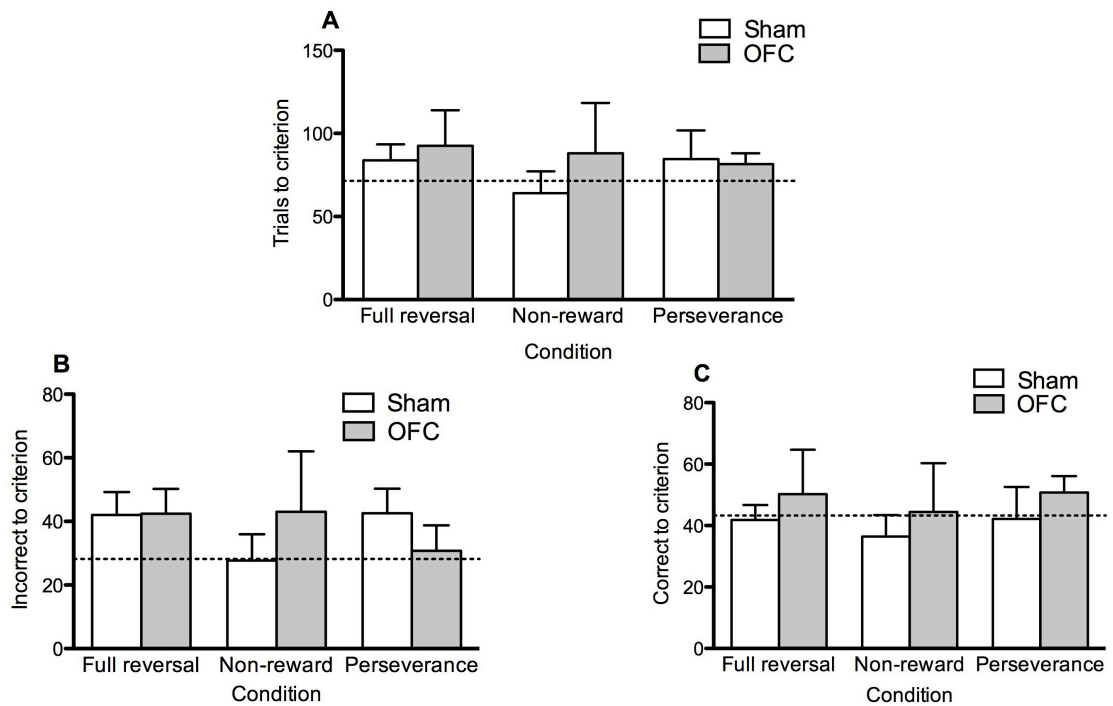 A
Sham
OFC
150
100
50
0
Trials to criterion
Full reversal Non-reward Perseverance
Condition
B
Sham
OFC
80
60
40
20
0
Incorrect to criterion
Full reversal Non-reward Perseverance
Condition
C
Sham
OFC
80
60
40
20
0
Correct to criterion
Full reversal Non-reward Perseverance
Condition